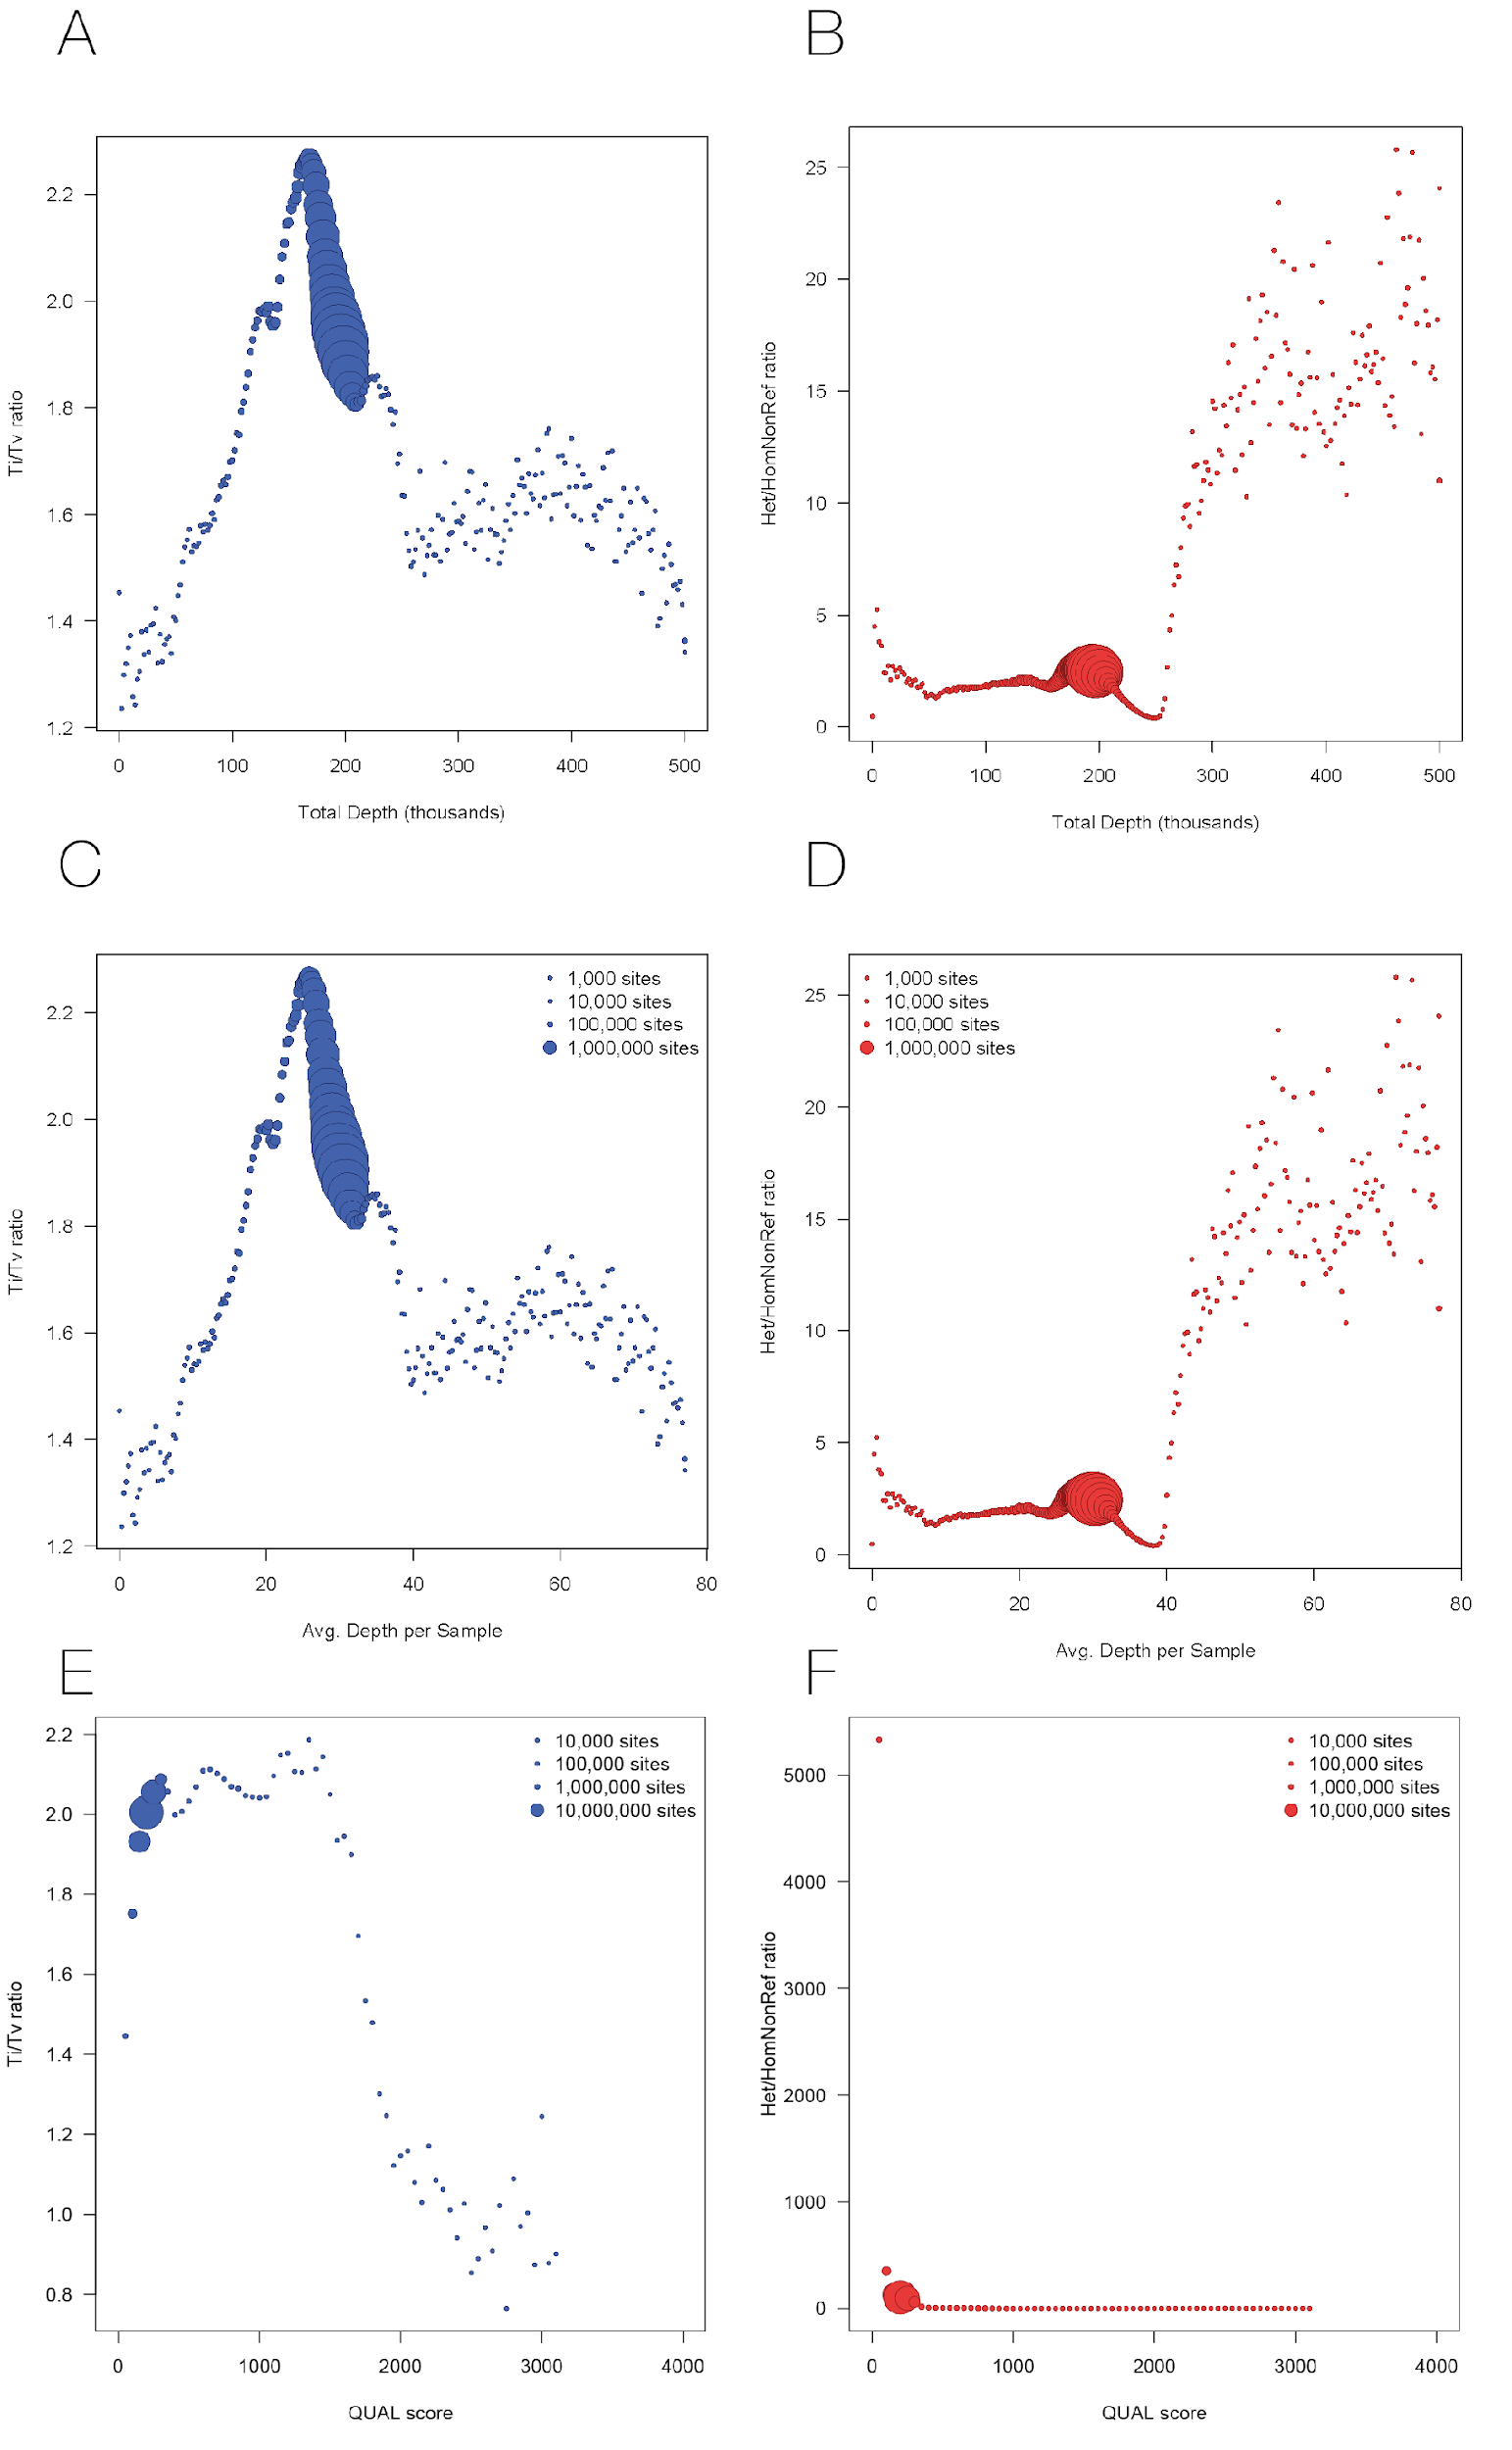 A
B
Ti/Tv ratio
2.2
2.0
1.8
1.6
1.4
1.2
0 100 200 300 400 500
Total Depth (thousands)
Het/HomNonRef ratio
25
20
15
10
5
0
0 100 200 300 400 500
Total Depth (thousands)
C
D
Ti/Tv ratio
2.2
2.0
1.8
1.6
1.4
1.2
1,000 sites
10,000 sites
100,000 sites
1,000,000 sites
0 20 40 60 80
Avg. Depth per Sample
Het/HomNonRef ratio
25
20
15
10
5
0
1,000 sites
10,000 sites
100,000 sites
1,000,000 sites
0 20 40 60 80
Avg. Depth per Sample
E
F
Ti/Tv ratio
2.2
2.0
1.8
1.6
1.4
1.2
1.0
0.8
10,000 sites
100,000 sites
1,000,000 sites
10,000,000 sites
0 1000 2000 3000 4000
QUAL score
Het/HomNonRef ratio
5000
4000
3000
2000
1000
0
10,000 sites
100,000 sites
1,000,000 sites
10,000,000 sites
0 1000 2000 3000 4000
QUAL score